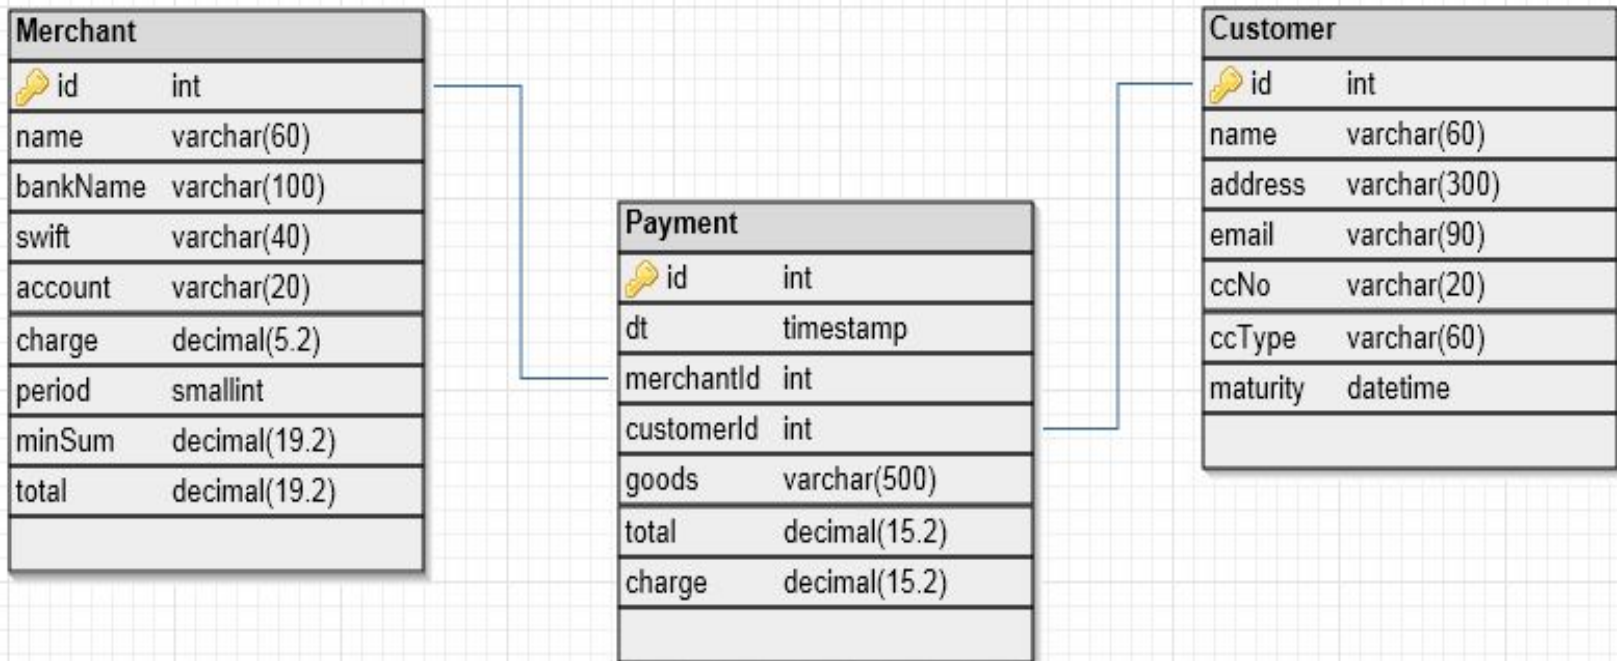 Merchant
id int
name varchar(60)
bankName varchar(100)
swift varchar(40)
account varchar(20)
charge decimal(5.2)
period smallint
minSum decimal(19.2)
total decimal(19.2)
Payment
id int
dt timestamp
merchantId int
customerId int
goods varchar(500)
total decimal(15.2)
charge decimal(15.2)
Customer
id int
name varchar(60)
address varchar(300)
email varchar(90)
ccNo varchar(20)
ccType varchar(60)
maturity datetime